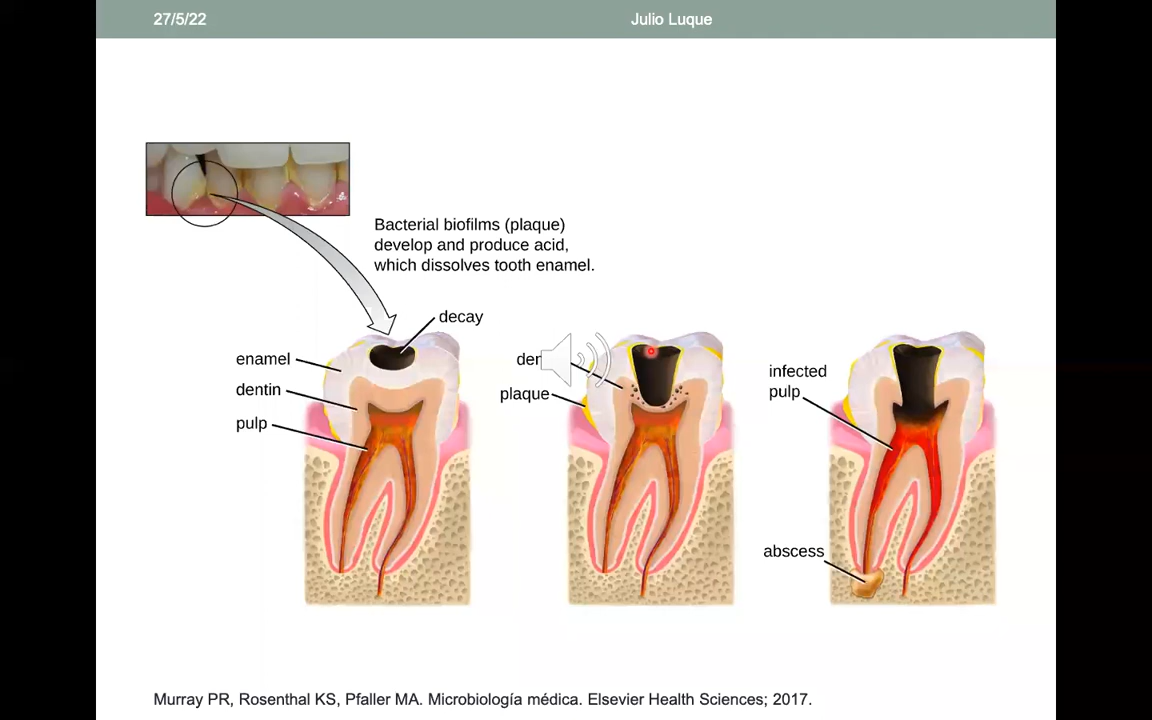 27/5/22
Julio Luque
Bacterial biofilms (plaque)
develop and produce acid,
which dissolves tooth enamel.
decay
enamel
dentin
pulp
plaque
infected
pulp
abscess
Murray PR, Rosenthal KS, Pfaller MA. Microbiología médica. Elsevier Health Sciences; 2017.